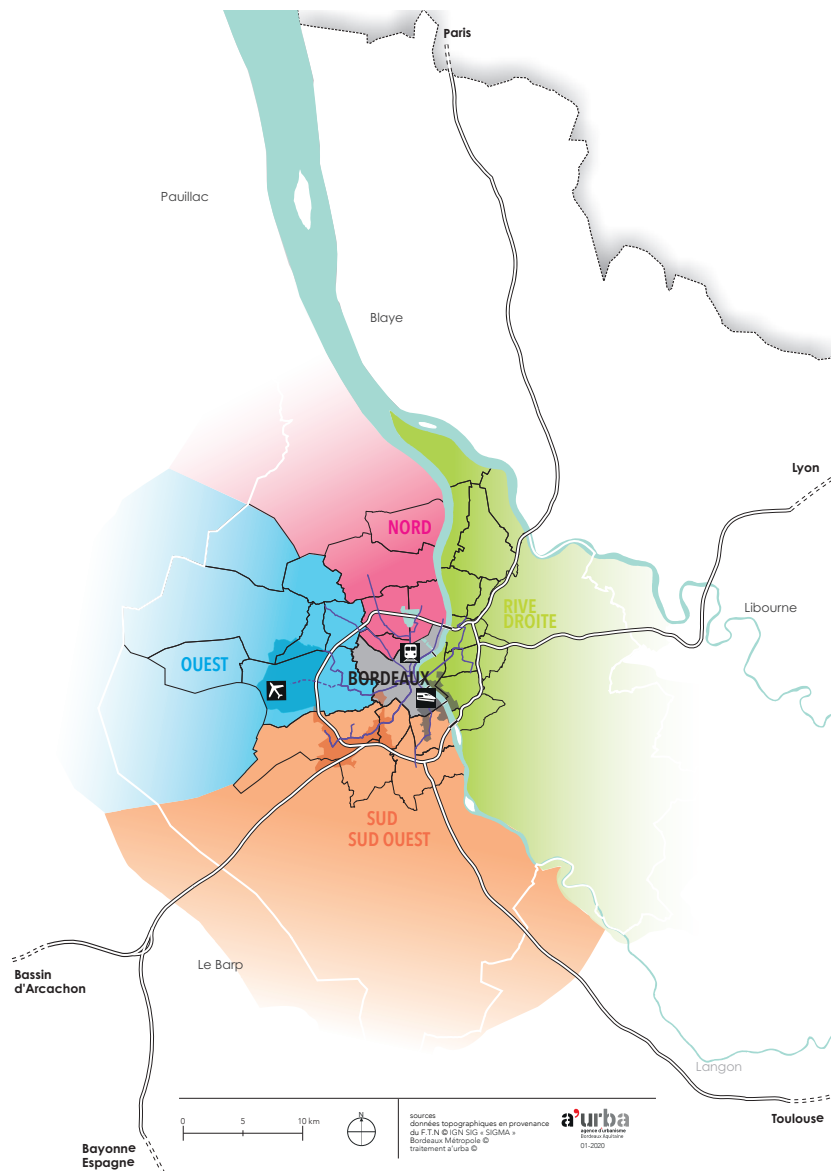 Paris
Pauillac
Blaye
Lyon
NORD
Libourne
RIVE
DROITE
OUEST
BORDEAUX
SUD
SUD OUEST
Le Barp
Bassin
d'Arcachon
Langon
Toulouse
Bayonne
Espagne
0
5
10 km
N
sources
données topographiques en provenance
du F.T.N © IGN SIG « SIGMA »
Bordeaux Métropole ©
traitement a'urba ©
a'urba
agence d'urbanisme
Bordeaux Aquitaine
01-2020